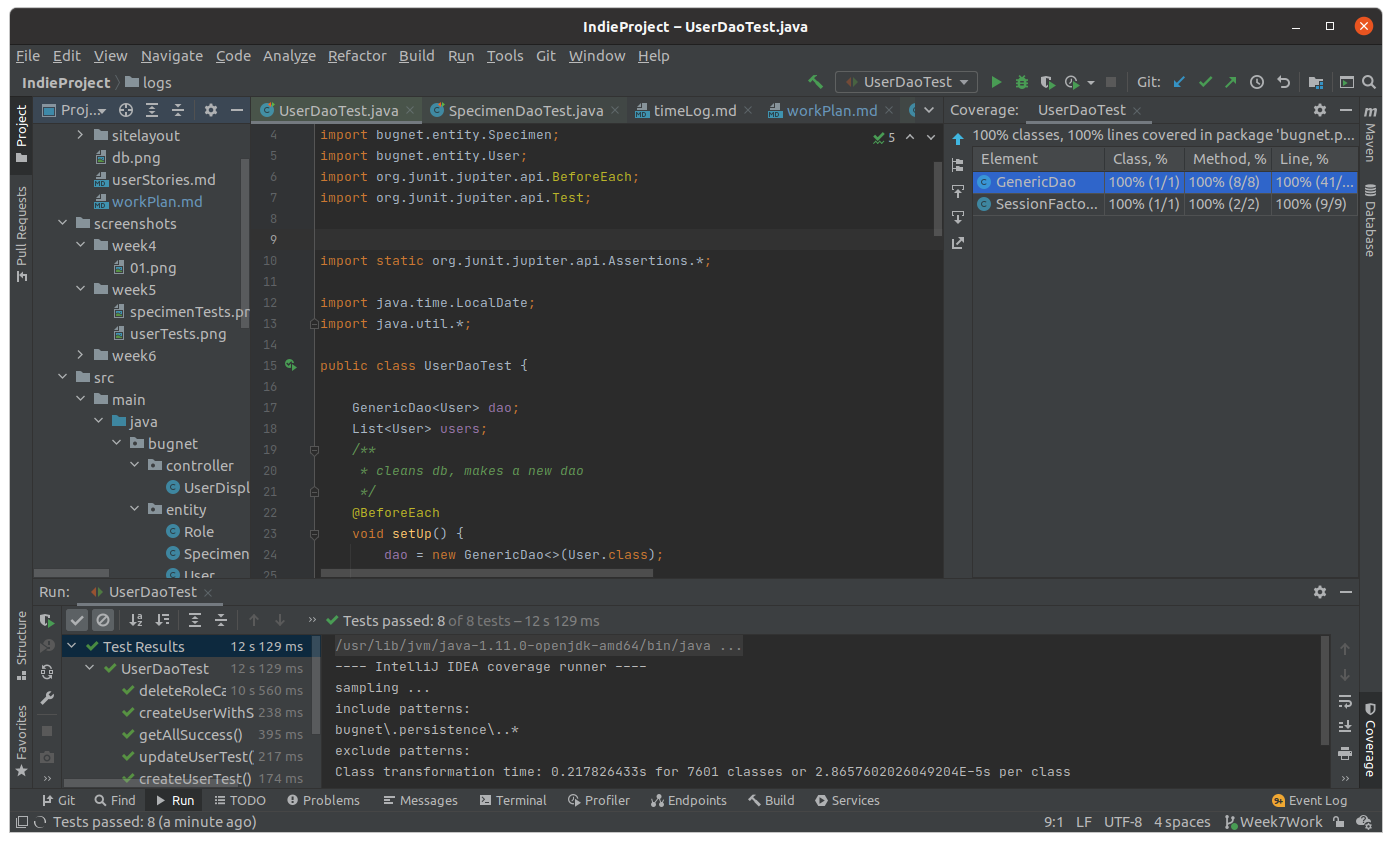 IndieProject – UserDaoTest.java
File Edit View Navigate Code Analyze Refactor Build Run Tools Git Window Help
IndieProject logs UserDaoTest Git:
Project
Pull Requests
Structure
Favorites
Proj...
sitelayout
db.png
userStories.md
workPlan.md
screenshots
week4
01.png
week5
specimenTests.pr
userTests.png
week6
src
main
java
bugnet
controller
UserDispl
entity
Role
Specimen
User
UserDaoTest.java SpecimenDaoTest.java timeLog.md workPlan.md
5
4 import bugnet.entity.Specimen;
5 import bugnet.entity.User;
6 import org.junit.jupiter.api.BeforeEach;
7 import org.junit.jupiter.api.Test;
8
9
10 import static org.junit.jupiter.api.Assertions.*;
11
12 import java.time.LocalDate;
13 import java.util.*;
14
15 public class UserDaoTest {
16
17 GenericDao<User> dao;
18 List<User> users;
19 /**
20 * cleans db, makes a new dao
21 */
22 @BeforeEach
23 void setUp() {
24 dao = new GenericDao<>(User.class);
25
Coverage: UserDaoTest
100% classes, 100% lines covered in package 'bugnet.p...
Element Class, % Method, % Line, %
GenericDao 100% (1/1) 100% (8/8) 100% (41/...
SessionFacto... 100% (1/1) 100% (2/2) 100% (9/9)
m Maven
Database
Coverage
Run: UserDaoTest
Tests passed: 8 of 8 tests – 12 s 129 ms
Test Results 12 s 129 ms
UserDaoTest 12 s 129 ms
deleteRoleCa 10 s 560 ms
createUserWithS 238 ms
getAllSuccess() 395 ms
updateUserTest( 217 ms
createUserTest() 174 ms
/usr/lib/jvm/java-1.11.0-openjdk-amd64/bin/java ...
---- IntelliJ IDEA coverage runner ----
sampling ...
include patterns:
bugnet\.persistence\..*
exclude patterns:
Class transformation time: 0.217826433s for 7601 classes or 2.8657602026049204E-5s per class
Git Find Run TODO Problems Messages Terminal Profiler Endpoints Build Services 9+ Event Log
Tests passed: 8 (a minute ago) 9:1 LF UTF-8 4 spaces Week7Work